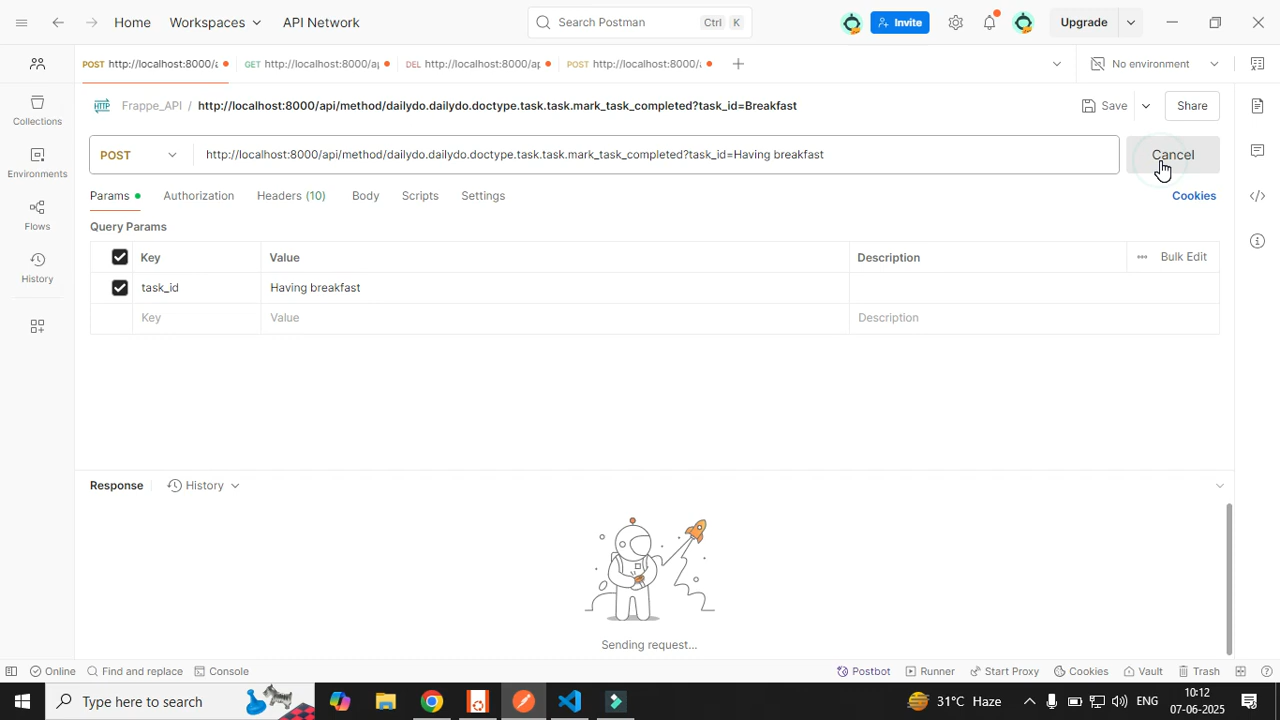 Home Workspaces API Network Search Postman Ctrl K Invite Upgrade
POST http://localhost:8000/a GET http://localhost:8000/ap DEL http://localhost:8000/ap POST http://localhost:8000/ No environment
HTTP Frappe_API / http://localhost:8000/api/method/dailydo.dailydo.doctype.task.task.mark_task_completed?task_id=Breakfast Save Share
POST http://localhost:8000/api/method/dailydo.dailydo.doctype.task.task.mark_task_completed?task_id=Having breakfast Cancel
Collections
Environments
Flows
History
Params Authorization Headers (10) Body Scripts Settings Cookies
Query Params
Key Value Description Bulk Edit
task_id Having breakfast
Key Value Description
Response History
Sending request...
Online Find and replace Console Postbot Runner Start Proxy Cookies Vault Trash
Type here to search 31°C Haze ENG 10:12
07-06-2025